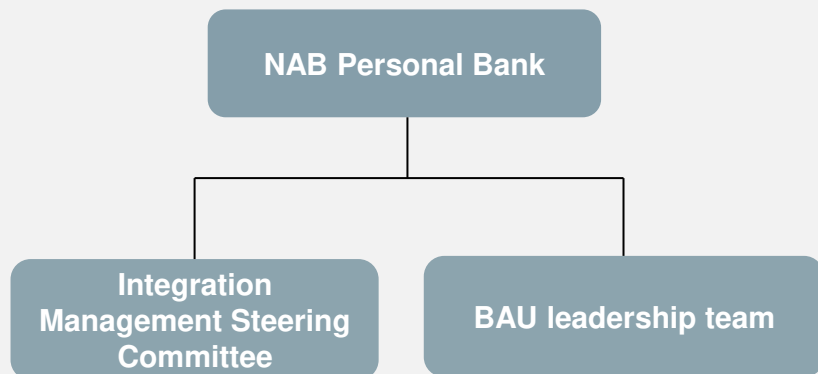 NAB Personal Bank
Integration
Management Steering
Committee
BAU leadership team